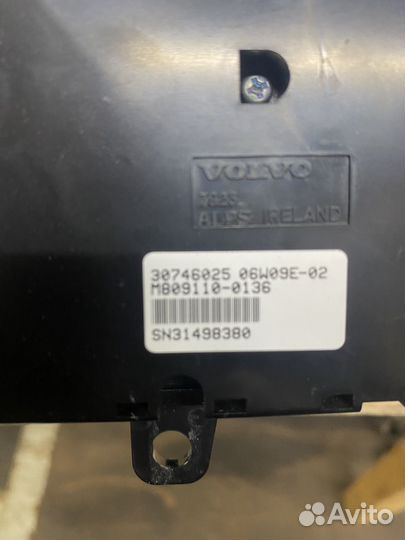 VOLVO
ALPS IRELAND
30746025 06W09E-02
M809110-0136
SN31498380
Avito